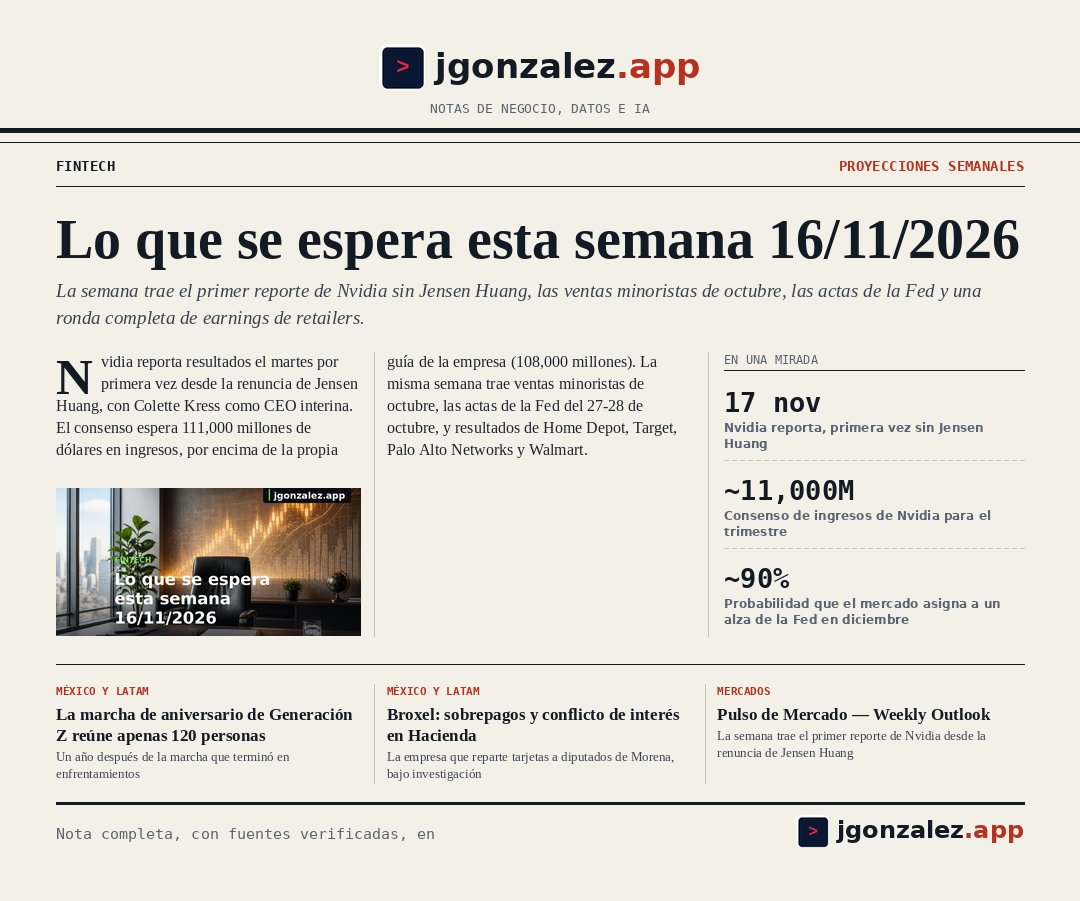 > jgonzalez.app
NOTAS DE NEGOCIO, DATOS E IA
FINTECH
PROYECCIONES SEMANALES
Lo que se espera esta semana 16/11/2026
La semana trae el primer reporte de Nvidia sin Jensen Huang, las ventas minoristas de octubre, las actas de la Fed y una
ronda completa de earnings de retailers.
Nvidia reporta resultados el martes por
primera vez desde la renuncia de Jensen
Huang, con Colette Kress como CEO interina.
El consenso espera 111,000 millones de
dólares en ingresos, por encima de la propia
guía de la empresa (108,000 millones). La
misma semana trae ventas minoristas de
octubre, las actas de la Fed del 27-28 de
octubre, y resultados de Home Depot, Target,
Palo Alto Networks y Walmart.
jgonzalez.app
FINTECH
Lo que se espera
esta semana
16/11/2026
EN UNA MIRADA
17 nov
Nvidia reporta, primera vez sin Jensen
Huang
~11,000M
Consenso de ingresos de Nvidia para el
trimestre
~90%
Probabilidad que el mercado asigna a un
alza de la Fed en diciembre
MÉXICO Y LATAM
La marcha de aniversario de Generación
Z reúne apenas 120 personas
Un año después de la marcha que terminó en
enfrentamientos
MÉXICO Y LATAM
Broxel: sobrepagos y conflicto de interés
en Hacienda
La empresa que reparte tarjetas a diputados de Morena,
bajo investigación
MERCADOS
Pulso de Mercado — Weekly Outlook
La semana trae el primer reporte de Nvidia desde la
renuncia de Jensen Huang
Nota completa, con fuentes verificadas, en
> jgonzalez.app